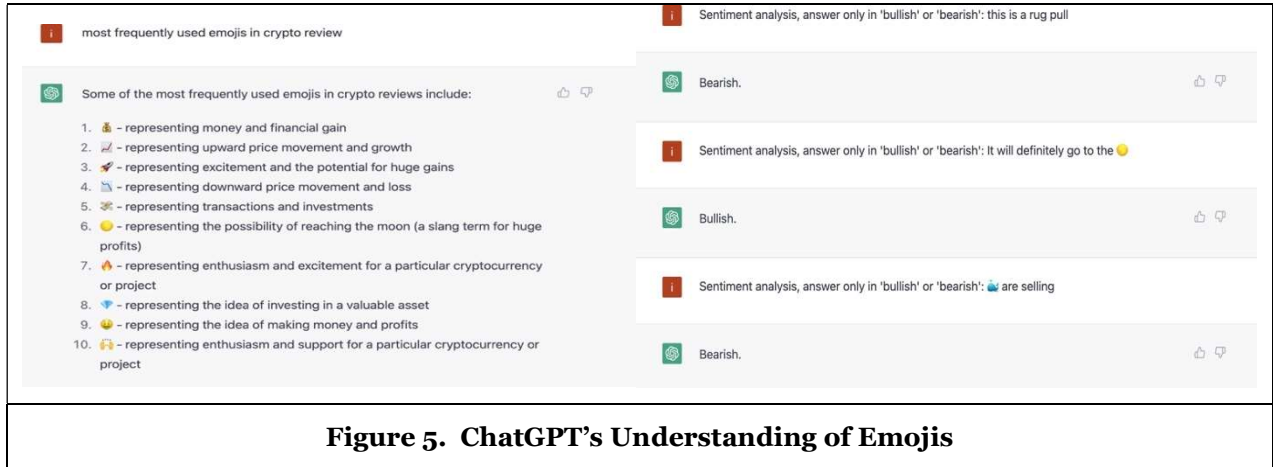 most frequently used emojis in crypto review
Some of the most frequently used emojis in crypto reviews include:
1. 💰 – representing money and financial gain
2. 📈 – representing upward price movement and growth
3. 🚀 – representing excitement and the potential for huge gains
4. 📉 – representing downward price movement and loss
5. 💸 – representing transactions and investments
6. 🌕 – representing the possibility of reaching the moon (a slang term for huge
profits)
7. 🔥 – representing enthusiasm and excitement for a particular cryptocurrency
or project
8. 💎 – representing the idea of investing in a valuable asset
9. 🤑 – representing the idea of making money and profits
10. 🙌 – representing enthusiasm and support for a particular cryptocurrency or
project
Sentiment analysis, answer only in 'bullish' or 'bearish': this is a rug pull
Bearish.
Sentiment analysis, answer only in 'bullish' or 'bearish': It will definitely go to the 🌕
Bullish.
Sentiment analysis, answer only in 'bullish' or 'bearish': 🐳 are selling
Bearish.
Figure 5. ChatGPT's Understanding of Emojis